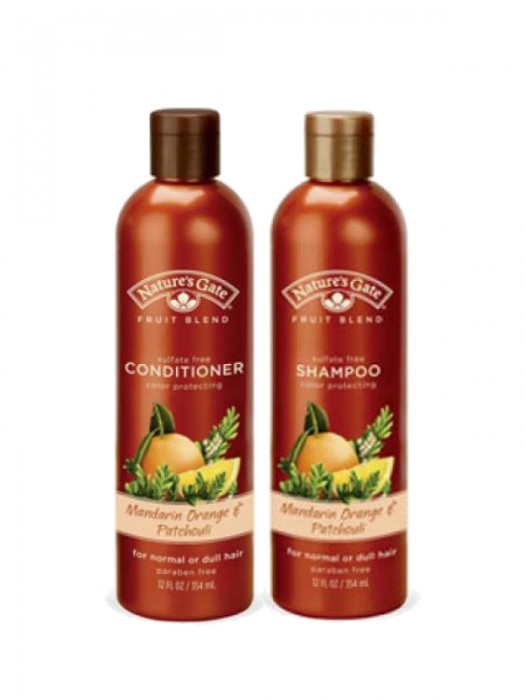 Nature's Gate
FRUIT BLEND
sulfate free
CONDITIONER
color protecting
Mandarin Orange &
Patchouli
for normal or dull hair
paraben free
12 FL OZ / 354 mL
Nature's Gate
FRUIT BLEND
sulfate free
SHAMPOO
color protecting
Mandarin Orange &
Patchouli
for normal or dull hair
paraben free
12 FL OZ / 354 mL